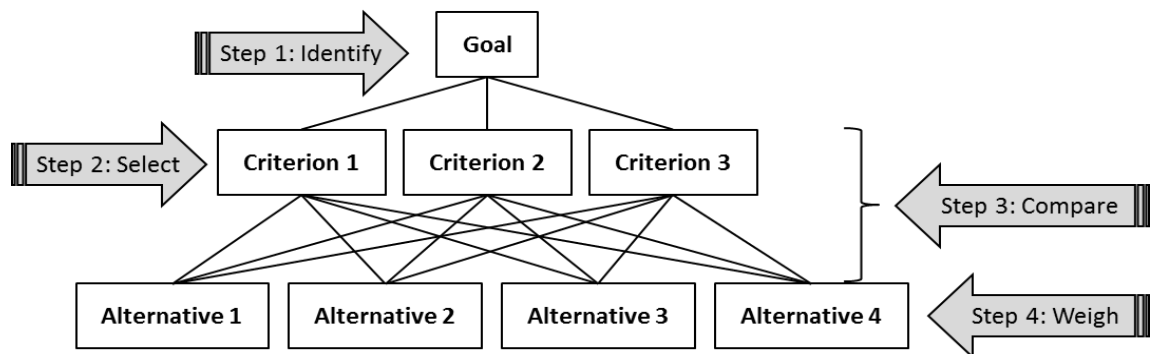 Step 1: Identify
Goal
Step 2: Select
Criterion 1
Criterion 2
Criterion 3
Step 3: Compare
Alternative 1
Alternative 2
Alternative 3
Alternative 4
Step 4: Weigh